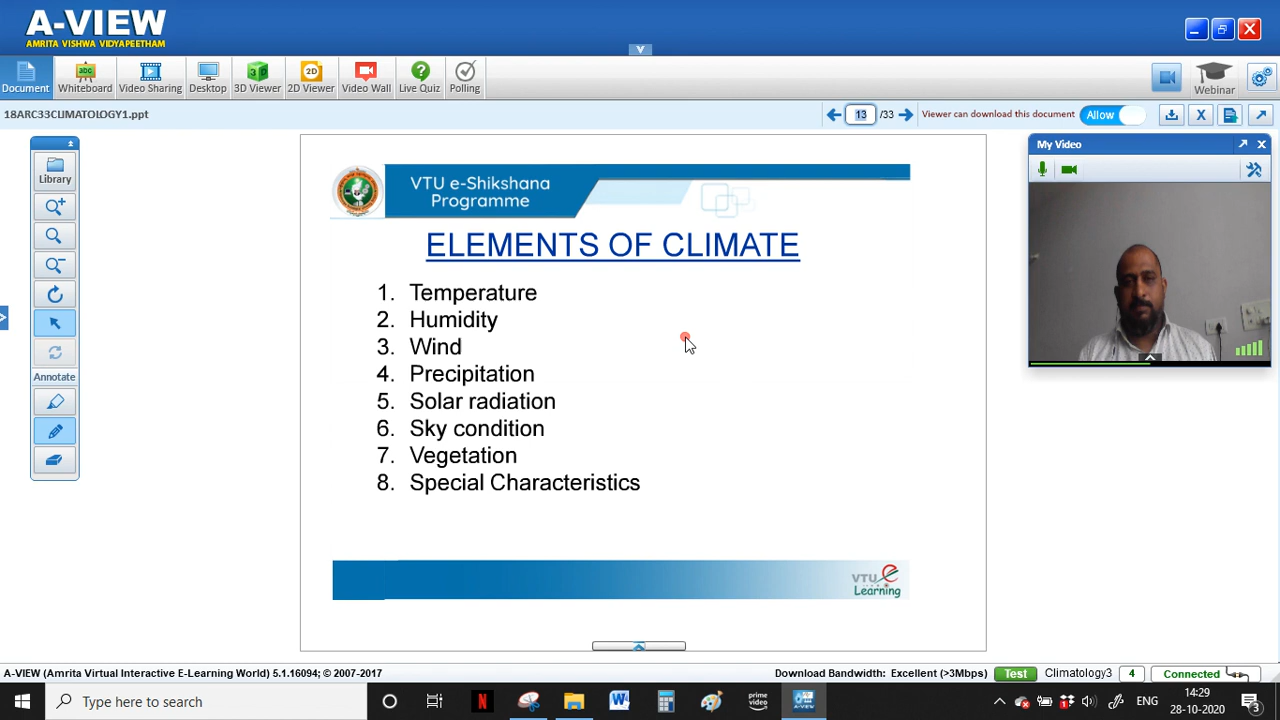 A-VIEW
AMRITA VISHWA VIDYAPEETHAM
Document
Whiteboard
Video Sharing
Desktop
3D Viewer
2D Viewer
Video Wall
Live Quiz
Polling
Webinar
18ARC33CLIMATOLOGY1.ppt
13 /33
Viewer can download this document
Allow
My Video
Library
Annotate
VTU e-Shikshana
Programme
ELEMENTS OF CLIMATE
1. Temperature
2. Humidity
3. Wind
4. Precipitation
5. Solar radiation
6. Sky condition
7. Vegetation
8. Special Characteristics
VTU e
Learning
A-VIEW (Amrita Virtual Interactive E-Learning World) 5.1.16094; © 2007-2017
Download Bandwidth: Excellent (>3Mbps)
Test
Climatology3
4
Connected
Type here to search
prime
video
ENG
14:29
28-10-2020
3